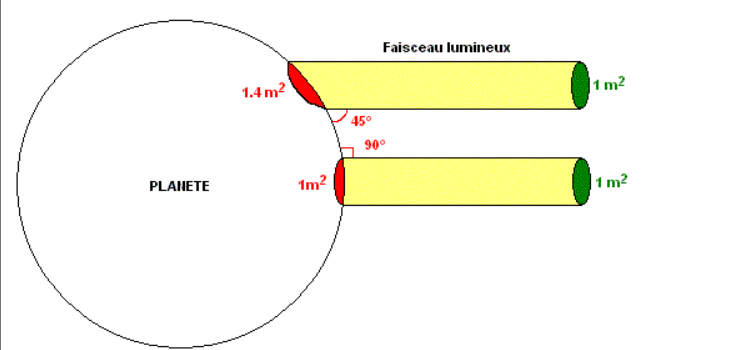 Faisceau lumineux
1.4 m²
1 m²
45°
90°
PLANETE
1m²
1 m²